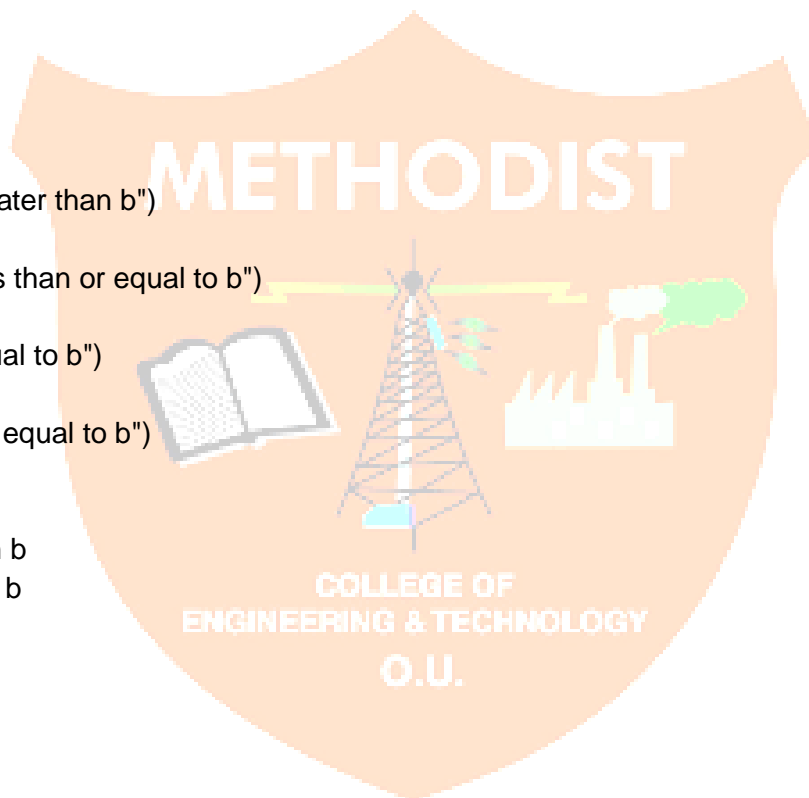 METHODIST
ater than b")
s than or equal to b")
ual to b")
equal to b")
b
b
COLLEGE OF
ENGINEERING & TECHNOLOGY
O.U.